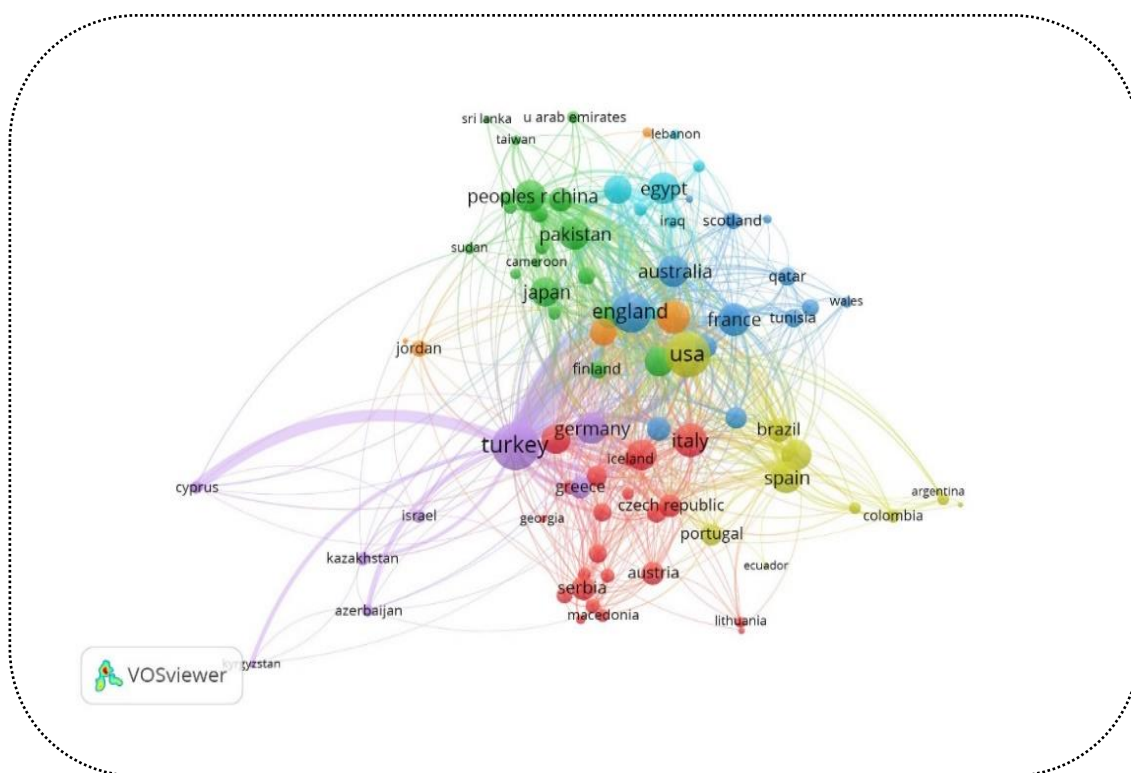 sri lanka
u arab emirates
taiwan
lebanon
peoples r china
egypt
iraq
scotland
pakistan
sudan
cameroon
australia
qatar
japan
wales
england
france
tunisia
jordan
usa
finland
brazil
germany
turkey
italy
iceland
spain
greece
cyprus
argentina
czech republic
israel
georgia
colombia
portugal
kazakhstan
ecuador
austria
serbia
azerbaijan
macedonia
lithuania
kyrgyzstan
VOSviewer